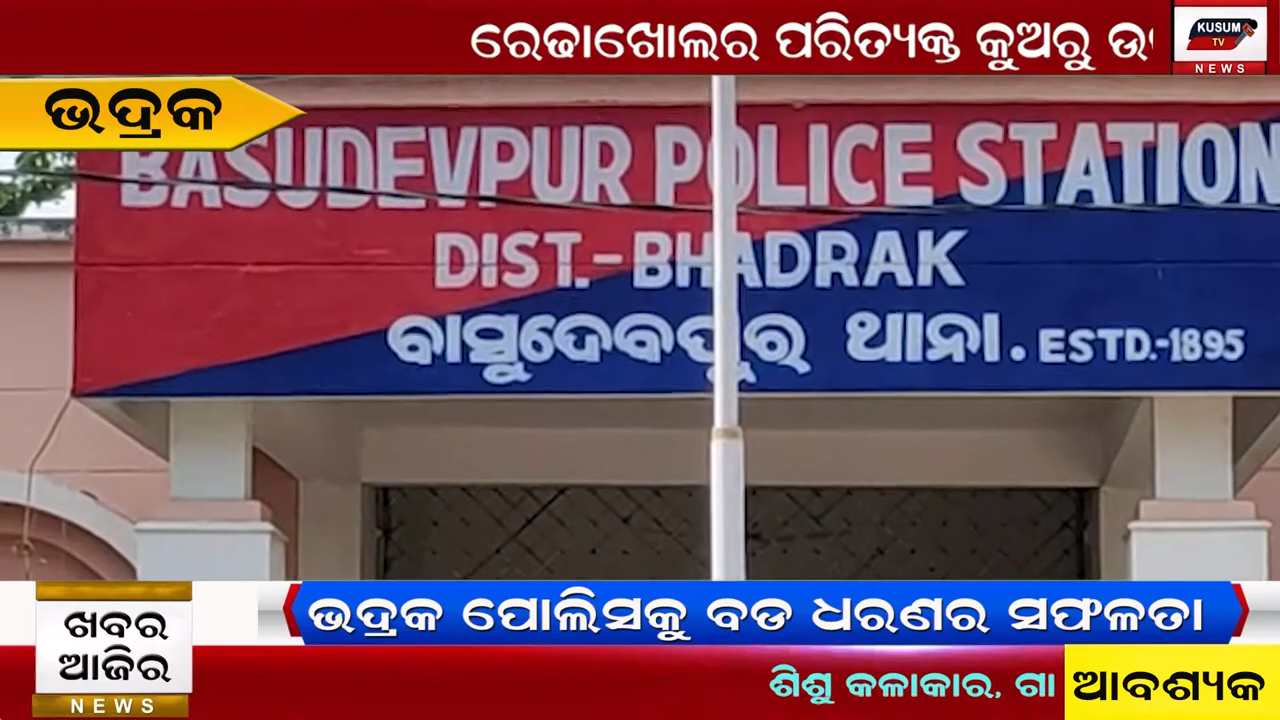 ରେଢାଖୋଲର ପରିତ୍ୟକ୍ତ କୁଅରୁ
KUSUM
TV
NEWS
ଭଦ୍ରକ
BASUDEVPUR POLICE STATION
DIST.-BHADRAK
ବାସୁଦେବପୁର ଥାନା. ESTD.-1895
ଭଦ୍ରକ ପୋଲିସକୁ ବଡ ଧରଣର ସଫଳତା
ଖବର
ଆଜିର
NEWS
ଶିଶୁ କଳାକାର, ଗା
ଆବଶ୍ୟକ